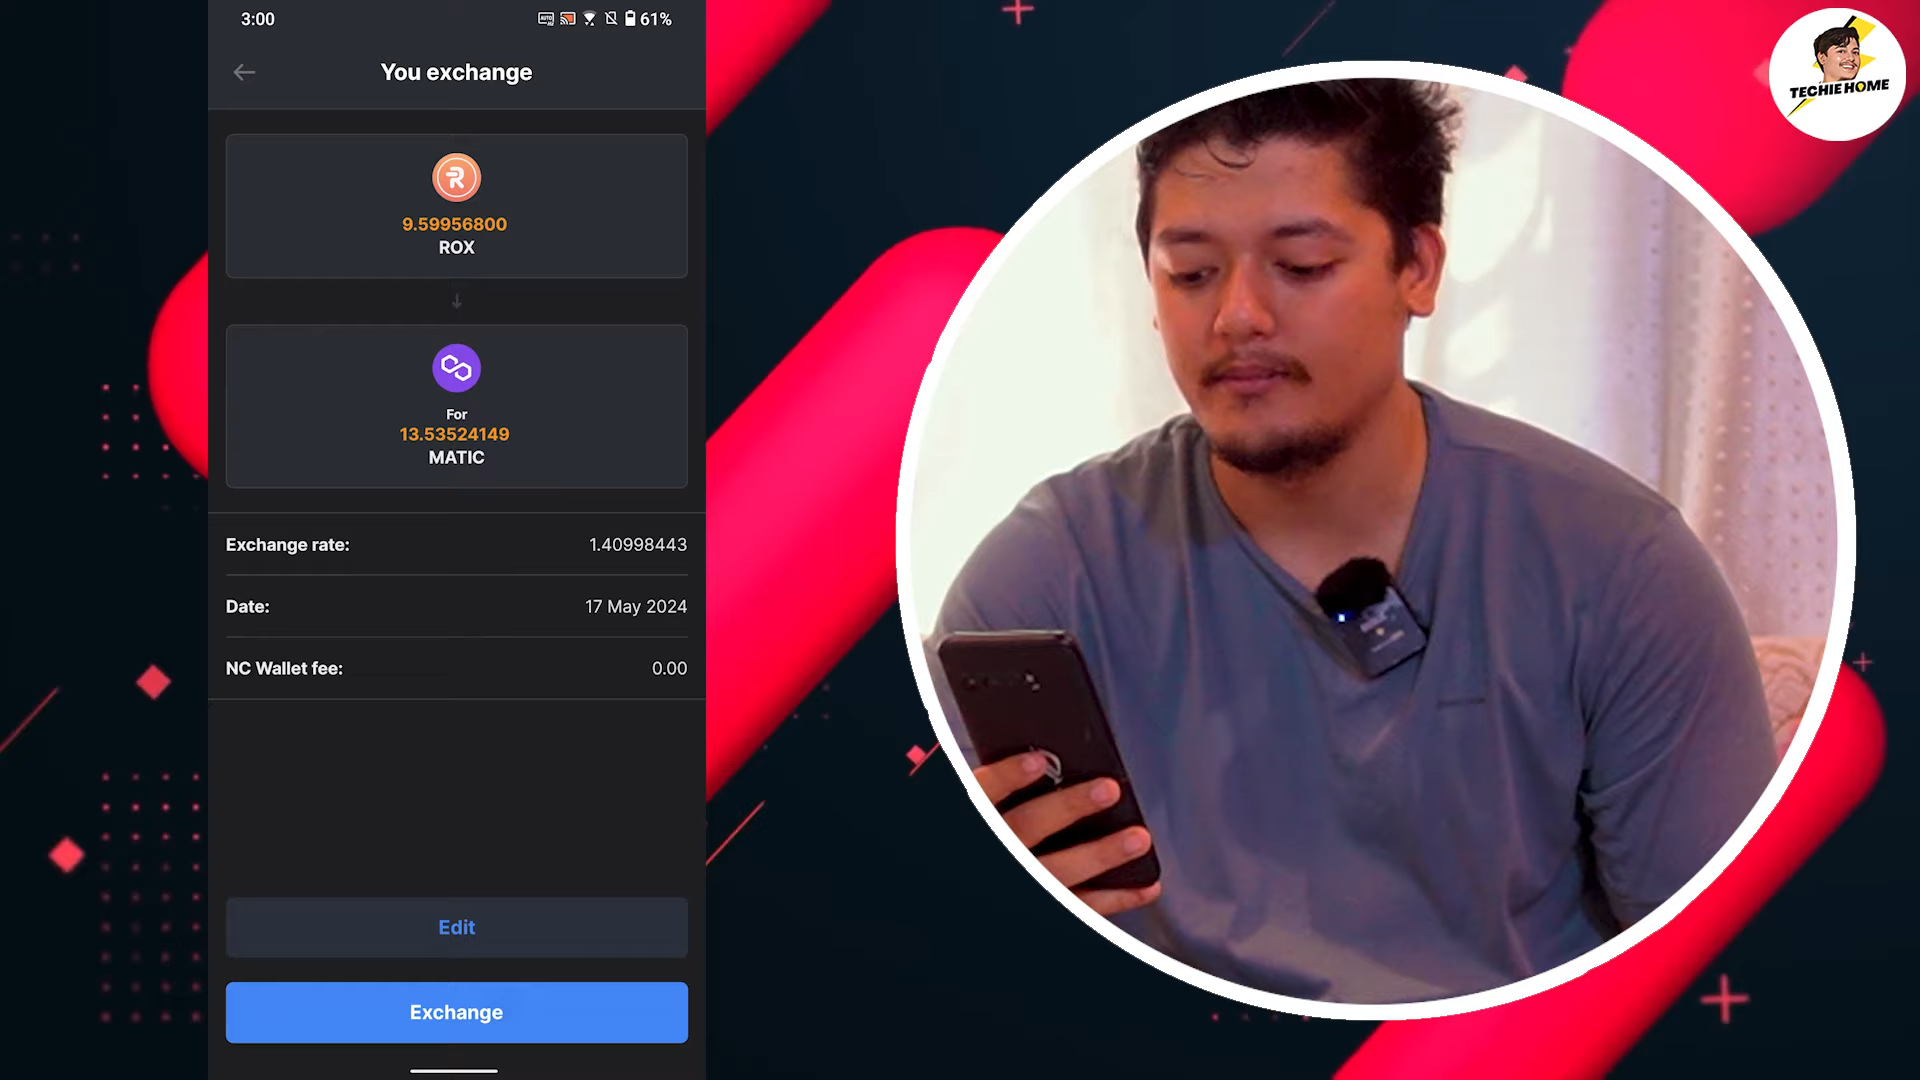 3:00
61%
You exchange
9.59956800
ROX
For
13.53524149
MATIC
Exchange rate: 1.40998443
Date: 17 May 2024
NC Wallet fee: 0.00
Edit
Exchange
TECHIE HOME